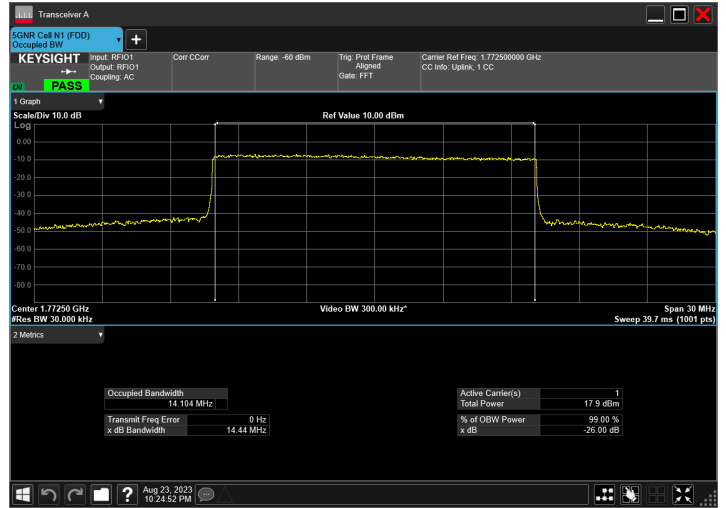 Transceiver A
5GNR Cell N1 (FDD)
Occupied BW
KEYSIGHT
LXI
PASS
Input: RFIO1
Output: RFIO1
Coupling: AC
Corr CCorr
Range: -60 dBm
Trig: Prot Frame
Aligned
Gate: FFT
Carrier Ref Freq: 1.772500000 GHz
CC Info: Uplink, 1 CC
1 Graph
Scale/Div 10.0 dB
Ref Value 10.00 dBm
Log
0.00
-10.0
-20.0
-30.0
-40.0
-50.0
-60.0
-70.0
-80.0
Center 1.77250 GHz
#Res BW 30.000 kHz
Video BW 300.00 kHz*
Span 30 MHz
Sweep 39.7 ms (1001 pts)
2 Metrics
Occupied Bandwidth
14.104 MHz
Transmit Freq Error 0 Hz
x dB Bandwidth 14.44 MHz
Active Carrier(s) 1
Total Power 17.9 dBm
% of OBW Power 99.00 %
x dB -26.00 dB
Aug 23, 2023
10:24:52 PM